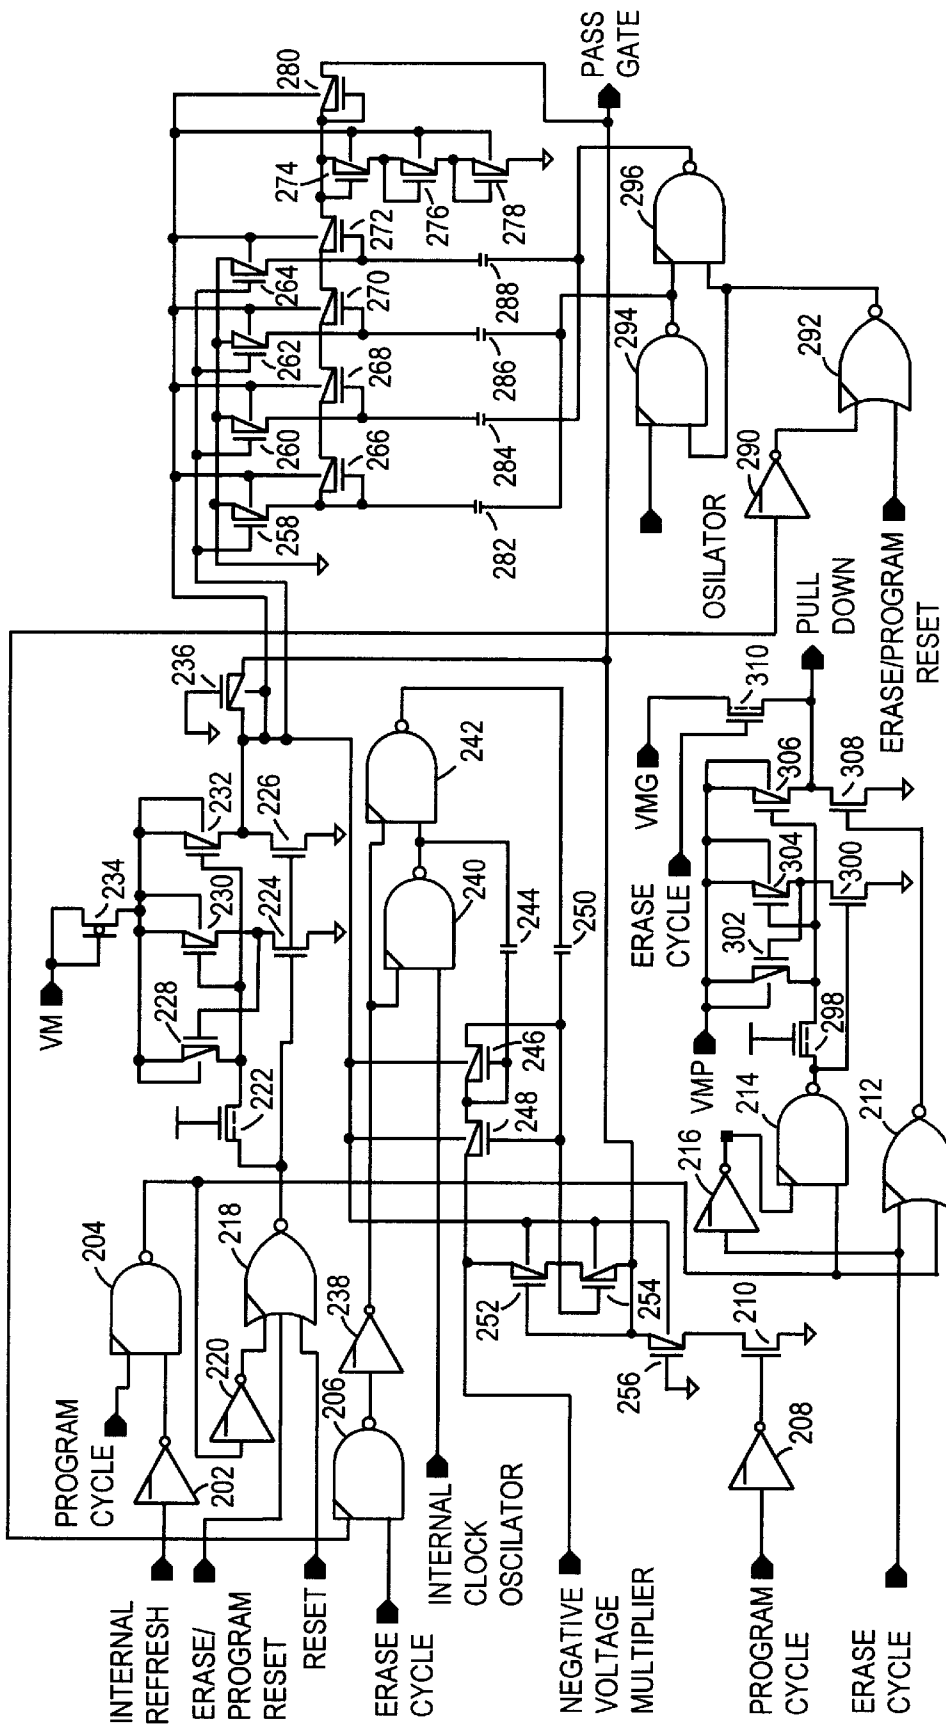 INTERNAL
REFRESH
PROGRAM
CYCLE
202
204
ERASE/
PROGRAM
RESET
RESET
220
218
ERASE
CYCLE
206
238
INTERNAL
CLOCK
OSCILATOR
NEGATIVE
VOLTAGE
MULTIPLIER
PROGRAM
CYCLE
208
210
ERASE
CYCLE
VM
234
228
230
232
222
224
226
236
240
242
244
250
246
248
252
254
256
216
214
212
VMP
298
302
304
306
300
308
ERASE
CYCLE
VMG
310
PULL
DOWN
258
260
262
264
266
268
270
272
274
276
278
280
282
284
286
288
PASS
GATE
OSILATOR
294
296
290
292
ERASE/PROGRAM
RESET